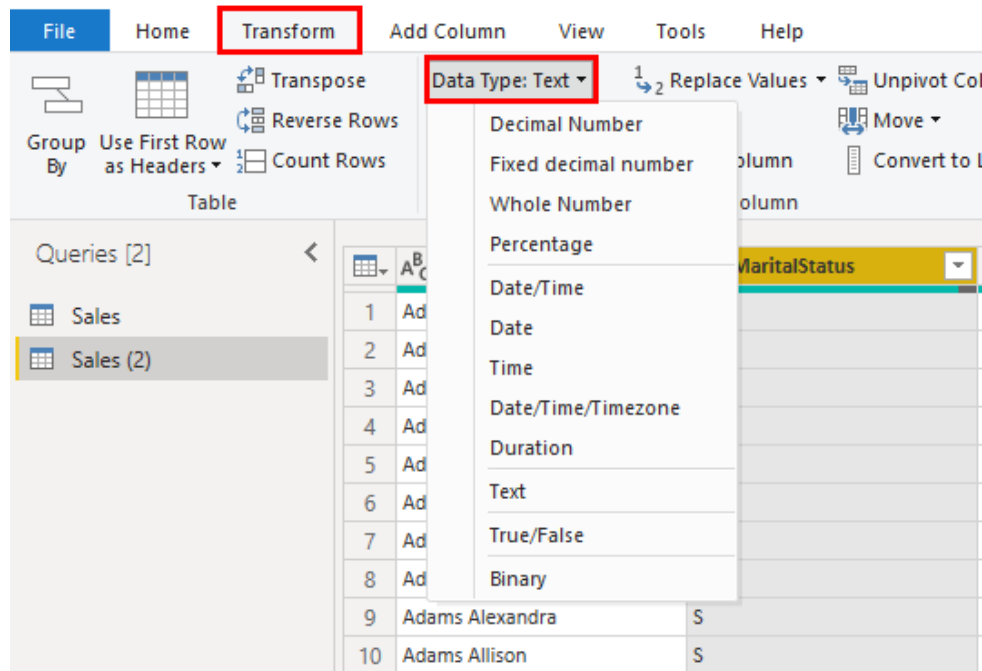 File Home Transform Add Column View Tools Help
Transpose Data Type: Text 1 2 Replace Values Unpivot Col
Reverse Rows Move
Group By Use First Row as Headers Count Rows olumn Convert to L
Table olumn
Decimal Number
Fixed decimal number
Whole Number
Percentage
Date/Time
Date
Time
Date/Time/Timezone
Duration
Text
True/False
Binary
Queries [2]
Sales
Sales (2)
ABC MaritalStatus
1 Ad
2 Ad
3 Ad
4 Ad
5 Ad
6 Ad
7 Ad
8 Ad
9 Adams Alexandra S
10 Adams Allison S